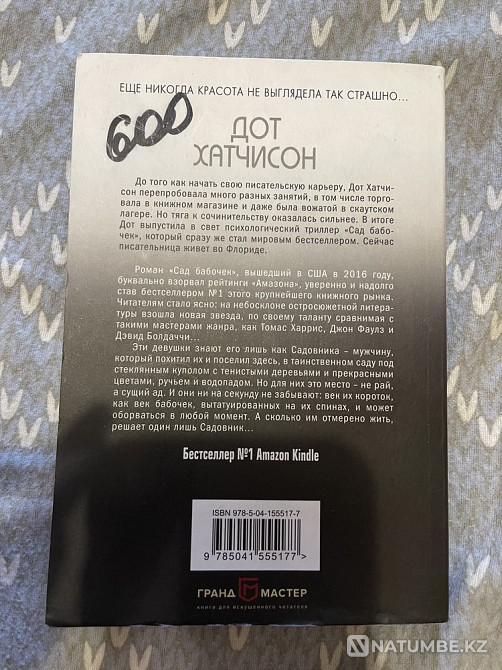 ЕЩЕ НИКОГДА КРАСОТА НЕ ВЫГЛЯДЕЛА ТАК СТРАШНО...
600
ДОТ
ХАТЧИСОН
До того как начать свою писательскую карьеру, Дот Хатчи-
сон перепробовала много разных занятий, в том числе торго-
вала в книжном магазине и даже была вожатой в скаутском
лагере. Но тяга к сочинительству оказалась сильнее. В итоге
Дот выпустила в свет психологический триллер «Сад бабо-
чек», который сразу же стал мировым бестселлером. Сейчас
писательница живет во Флориде.
Роман «Сад бабочек», вышедший в США в 2016 году,
буквально взорвал рейтинги «Амазона», уверенно и надолго
став бестселлером №1 этого крупнейшего книжного рынка.
Читателям стало ясно: на небосклоне остросюжетной литера-
туры взошла новая звезда, по своему таланту сравнимая с
такими мастерами жанра, как Томас Харрис, Джон Фаулз и
Дэвид Болдаччи...
Эти девушки знают его лишь как Садовника – мужчину,
который похитил их и поселил здесь, в таинственном саду под
стеклянным куполом с тенистыми деревьями и прекрасными
цветами, ручьем и водопадом. Но для них это место – не рай,
а сущий ад. И они ни на секунду не забывают: век их короток,
как век бабочек, вытатуированных на их спинах, и может
оборваться в любой момент. А сколько им отмерено жить,
решает один лишь Садовник...
Бестселлер №1 Amazon Kindle
ISBN 978-5-04-155517-7
9 785041 555177 >
ГРАНД МАСТЕР
книги для искушенного читателя
NATUMBE.KZ